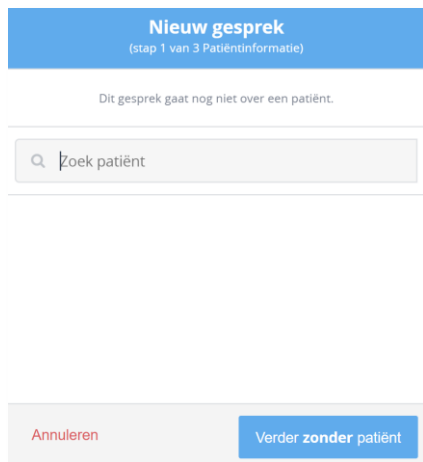 Nieuw gesprek
(stap 1 van 3 Patiëntinformatie)
Dit gesprek gaat nog niet over een patiënt.
Zoek patiënt
Annuleren
Verder zonder patiënt